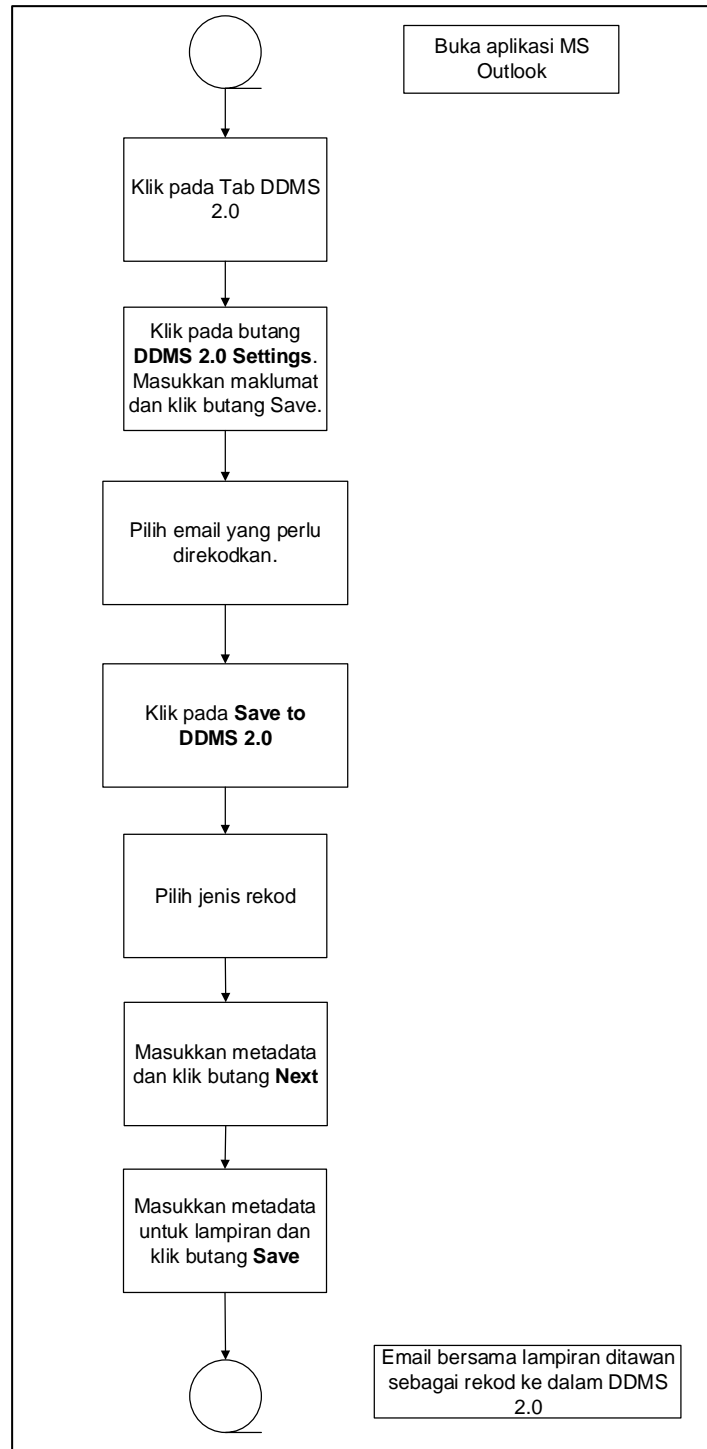 Buka aplikasi MS
Outlook
Klik pada Tab DDMS
2.0
Klik pada butang
DDMS 2.0 Settings.
Masukkan maklumat
dan klik butang Save.
Pilih email yang perlu
direkodkan.
Klik pada Save to
DDMS 2.0
Pilih jenis rekod
Masukkan metadata
dan klik butang Next
Masukkan metadata
untuk lampiran dan
klik butang Save
Email bersama lampiran ditawan
sebagai rekod ke dalam DDMS
2.0